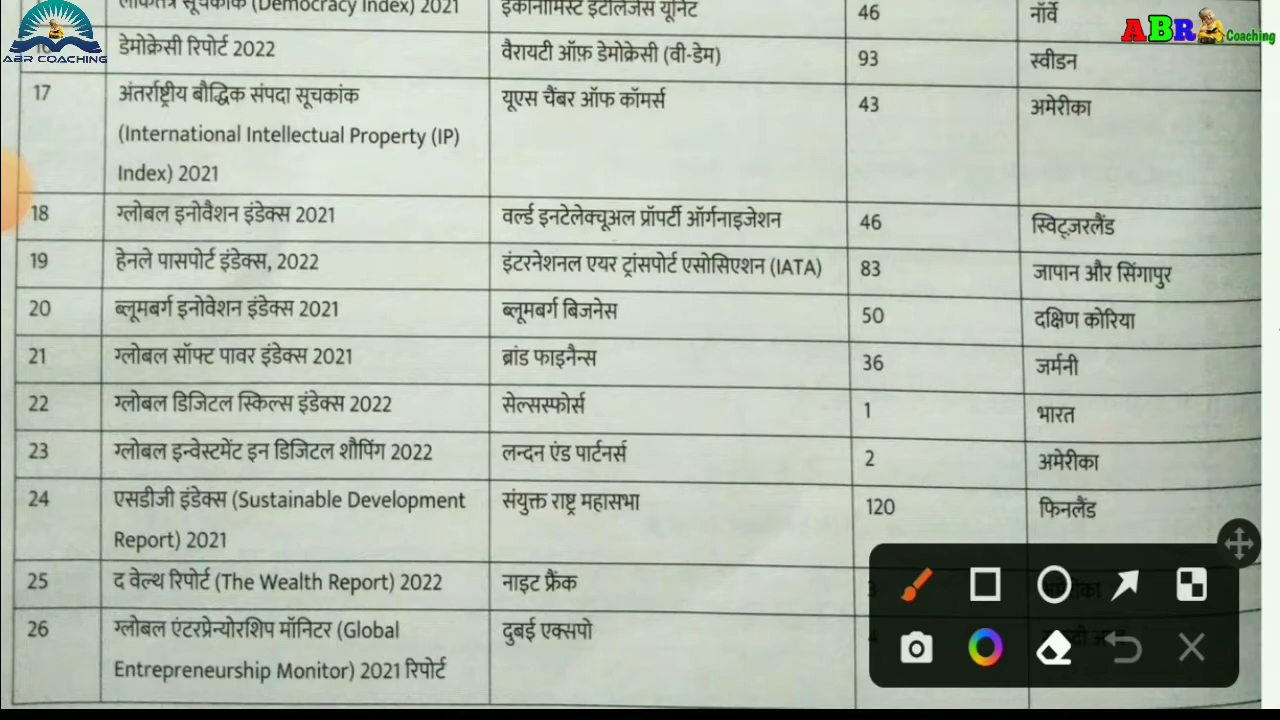 लोकतंत्र सूचकांक (Democracy Index) 2021 इकोनॉमिस्ट इंटेलिजेंस यूनिट 46 नॉर्वे
ABR Coaching
ABR COACHING
डेमोक्रेसी रिपोर्ट 2022 वैरायटी ऑफ़ डेमोक्रेसी (वी-डेम) 93 स्वीडन
17 अंतर्राष्ट्रीय बौद्धिक संपदा सूचकांक यूएस चैंबर ऑफ कॉमर्स 43 अमेरीका
(International Intellectual Property (IP)
Index) 2021
18 ग्लोबल इनोवैशन इंडेक्स 2021 वर्ल्ड इनटेलेक्चूअल प्रॉपर्टी ऑर्गनाइजेशन 46 स्विट्ज़रलैंड
19 हेनले पासपोर्ट इंडेक्स, 2022 इंटरनेशनल एयर ट्रांसपोर्ट एसोसिएशन (IATA) 83 जापान और सिंगापुर
20 ब्लूमबर्ग इनोवेशन इंडेक्स 2021 ब्लूमबर्ग बिजनेस 50 दक्षिण कोरिया
21 ग्लोबल सॉफ्ट पावर इंडेक्स 2021 ब्रांड फाइनैन्स 36 जर्मनी
22 ग्लोबल डिजिटल स्किल्स इंडेक्स 2022 सेल्सस्फोर्स 1 भारत
23 ग्लोबल इन्वेस्टमेंट इन डिजिटल शौपिंग 2022 लन्दन एंड पार्टनर्स 2 अमेरीका
24 एसडीजी इंडेक्स (Sustainable Development संयुक्त राष्ट्र महासभा 120 फिनलैंड
Report) 2021
25 द वेल्थ रिपोर्ट (The Wealth Report) 2022 नाइट फ्रैंक 3 अमेरीका
26 ग्लोबल एंटरप्रेन्योरशिप मॉनिटर (Global दुबई एक्सपो 4
Entrepreneurship Monitor) 2021 रिपोर्ट